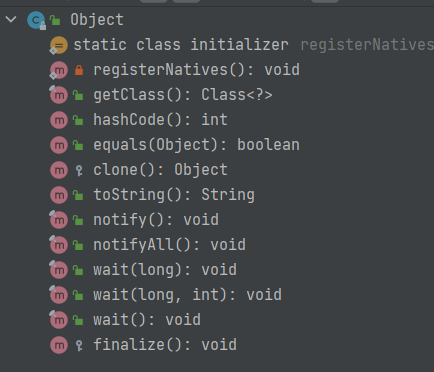 Object
static class initializer registerNatives
registerNatives(): void
getClass(): Class<?>
hashCode(): int
equals(Object): boolean
clone(): Object
toString(): String
notify(): void
notifyAll(): void
wait(long): void
wait(long, int): void
wait(): void
finalize(): void